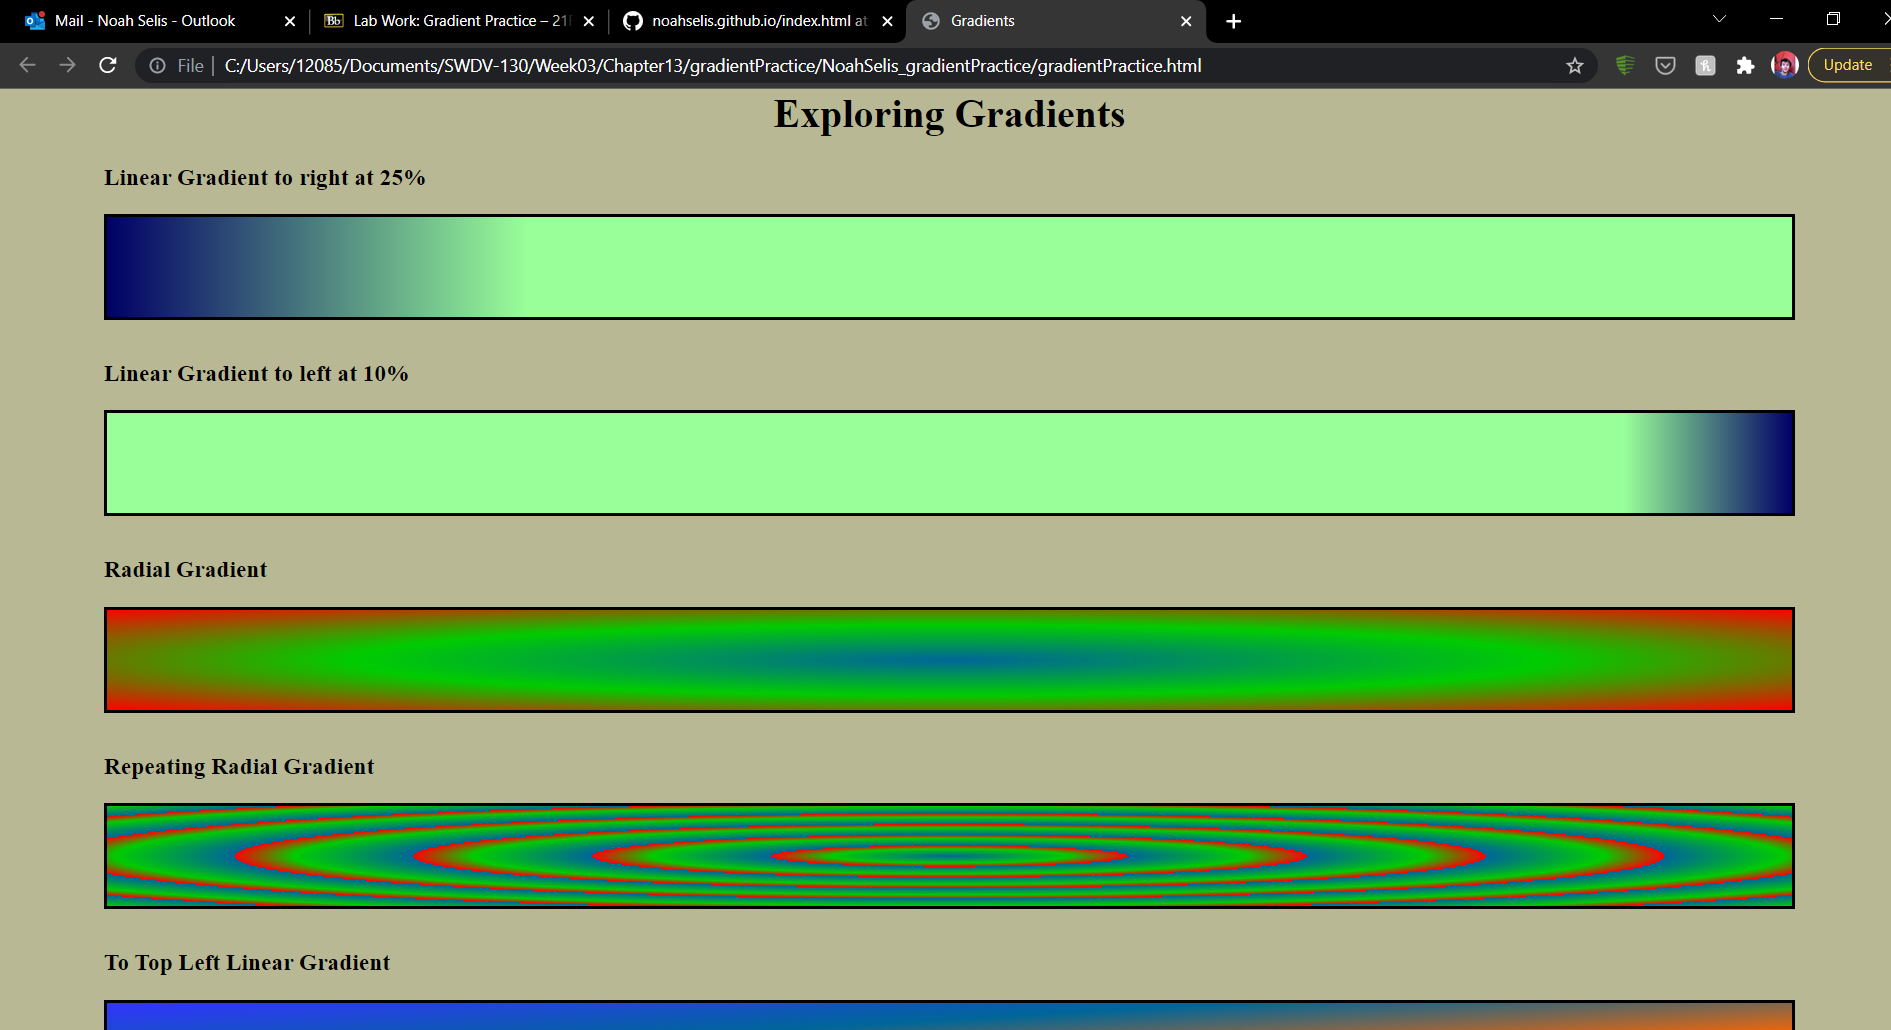 Mail - Noah Selis - Outlook
Bb Lab Work: Gradient Practice – 21
noahselis.github.io/index.html at
Gradients
File
C:/Users/12085/Documents/SWDV-130/Week03/Chapter13/gradientPractice/NoahSelis_gradientPractice/gradientPractice.html
Update
Exploring Gradients
Linear Gradient to right at 25%
Linear Gradient to left at 10%
Radial Gradient
Repeating Radial Gradient
To Top Left Linear Gradient